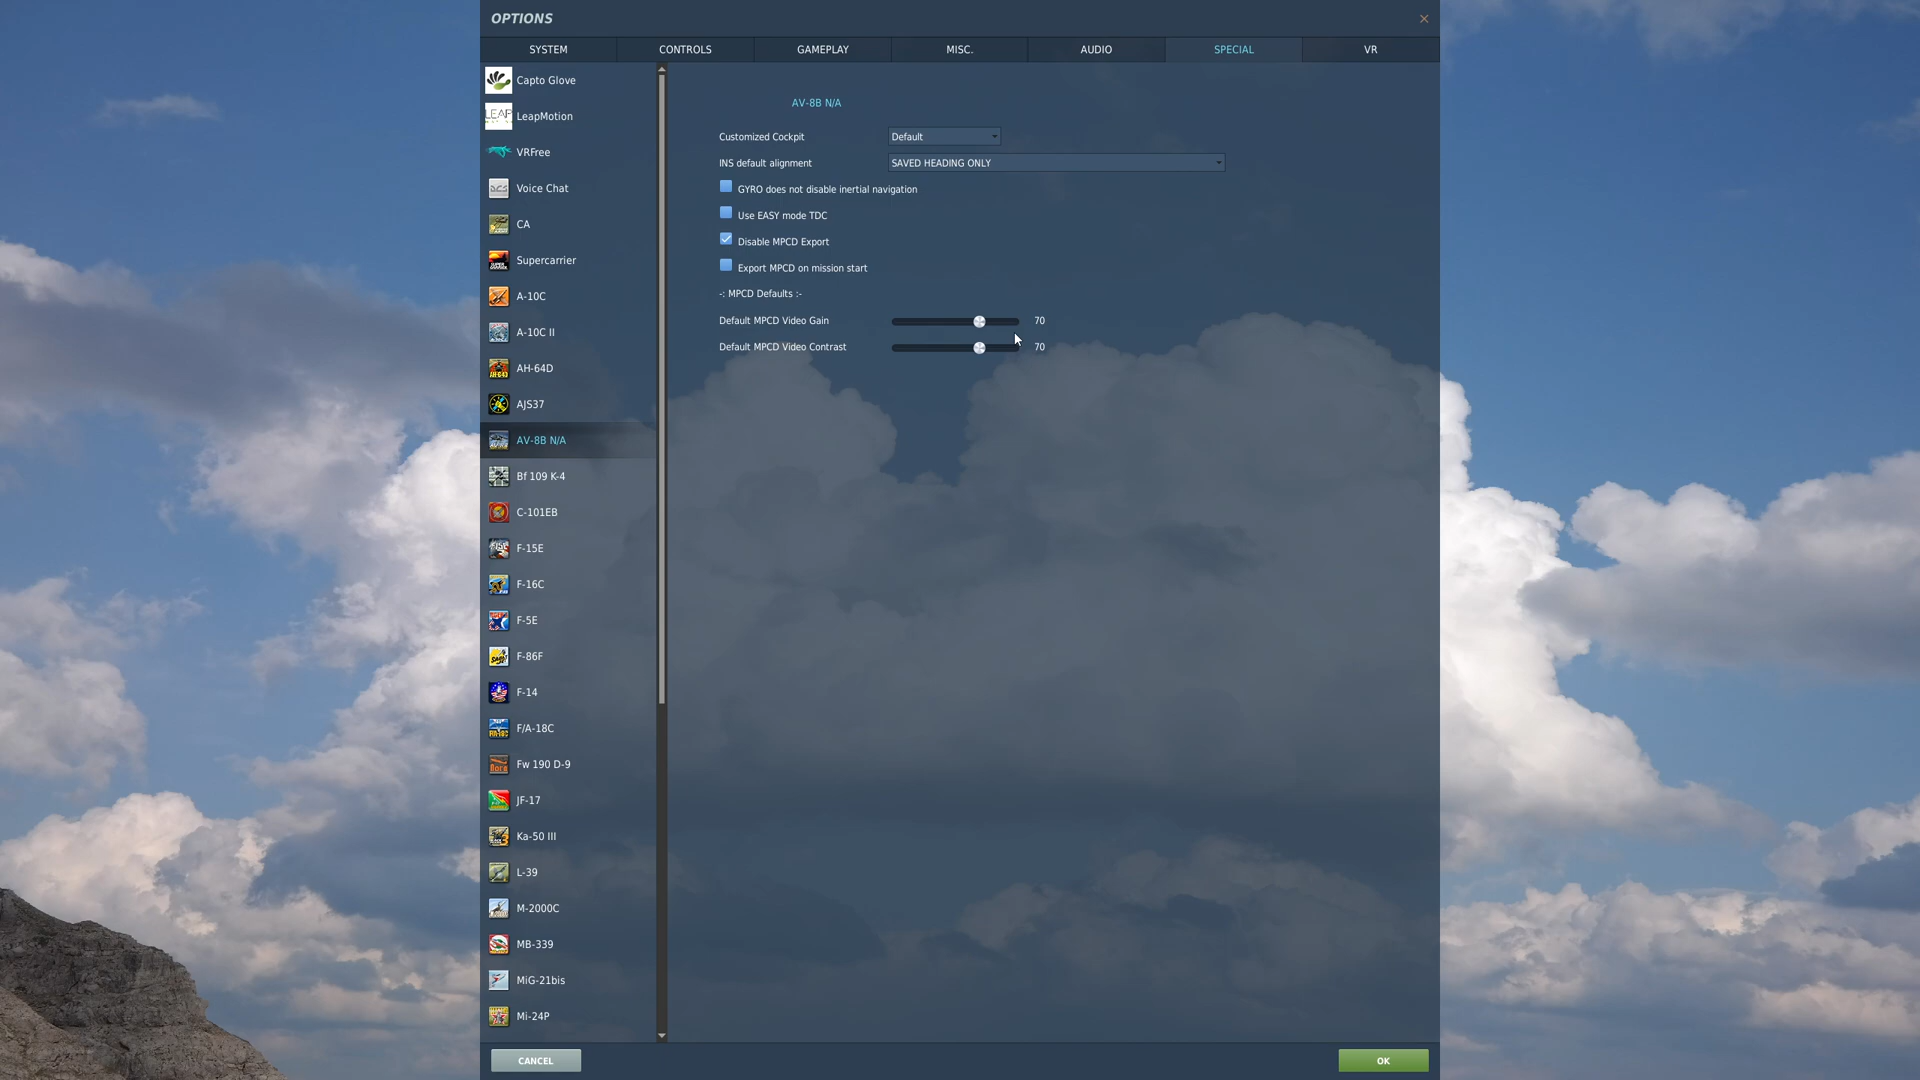 OPTIONS
SYSTEM CONTROLS GAMEPLAY MISC. AUDIO SPECIAL VR
Capto Glove
LEAP LeapMotion
VRFree
Voice Chat
CA
Supercarrier
A-10C
A-10C II
AH-64D
AJS37
AV-8B N/A
Bf 109 K-4
C-101EB
F-15E
F-16C
F-5E
F-86F
F-14
F/A-18C
Fw 190 D-9
JF-17
Ka-50 III
L-39
M-2000C
MB-339
MiG-21bis
Mi-24P
AV-8B N/A
Customized Cockpit Default
INS default alignment SAVED HEADING ONLY
GYRO does not disable inertial navigation
Use EASY mode TDC
Disable MPCD Export
Export MPCD on mission start
-: MPCD Defaults :-
Default MPCD Video Gain 70
Default MPCD Video Contrast 70
CANCEL OK